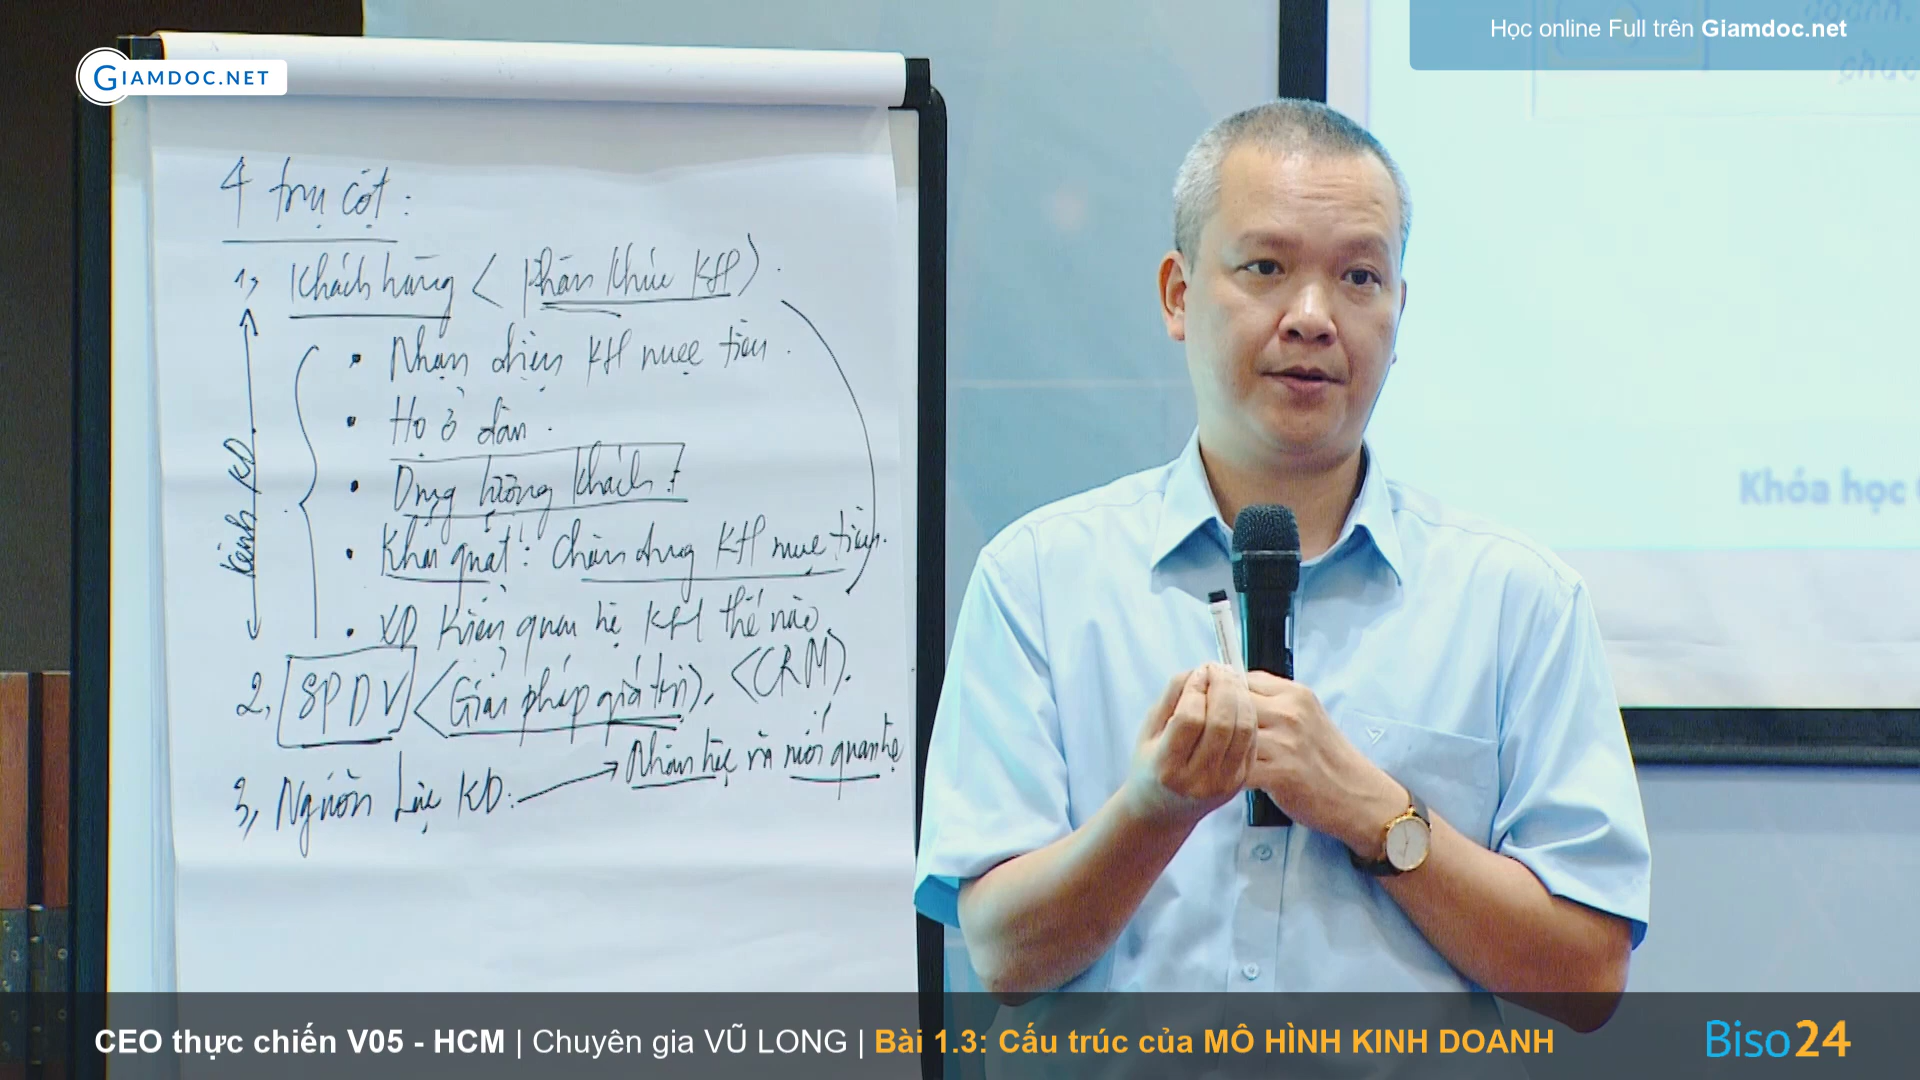 GIAMDOC.NET
Học online Full trên Giamdoc.net
4 trụ cột:
1, Khách hàng < Phân khúc KH).
• Nhận diện KH mục tiêu.
• Họ ở đâu.
• Dung lượng khách?
• Khái quát: Chân dung KH mục tiêu.
• XD kiểu quan hệ KH thế nào.
<CRM).
2, SPDV <Giải pháp giá trị).
3, Nguồn lực KD: → Nhân lực và mối quan hệ
Kênh KD
Khóa học
CEO thực chiến V05 - HCM | Chuyên gia VŨ LONG | Bài 1.3: Cấu trúc của MÔ HÌNH KINH DOANH
Biso24